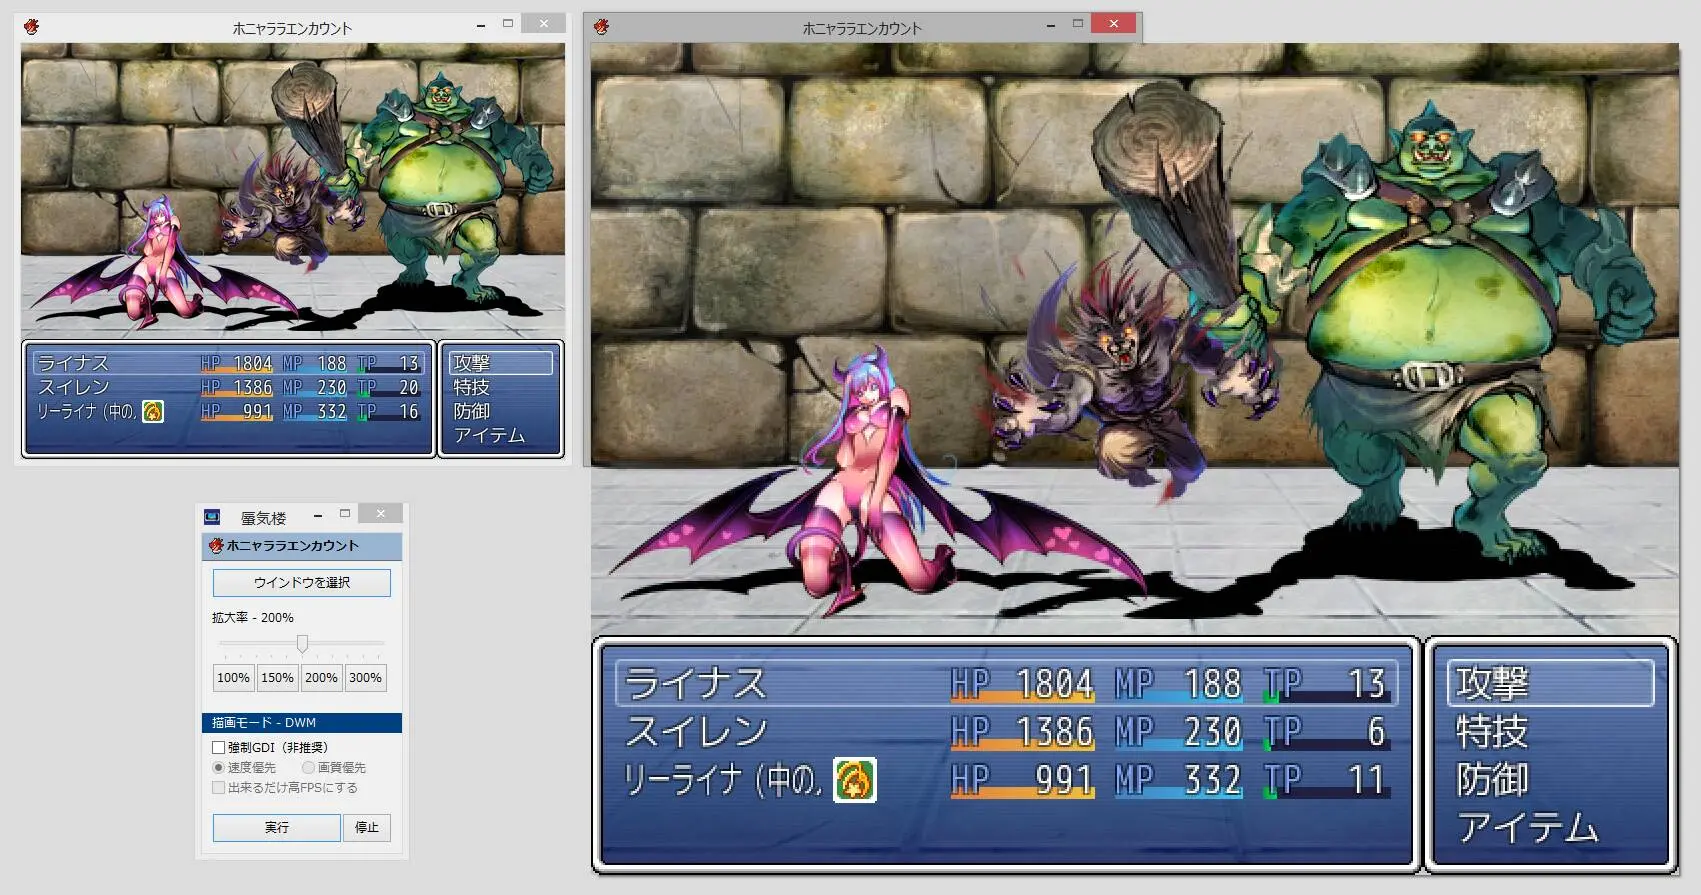 ホニャララエンカウント
ライナス HP 1804 MP 188 TP 13
スイレン HP 1386 MP 230 TP 20
リーライナ (中の. HP 991 MP 332 TP 16
攻撃
特技
防御
アイテム
ホニャララエンカウント
ライナス HP 1804 MP 188 TP 13
スイレン HP 1386 MP 230 TP 6
リーライナ (中の. HP 991 MP 332 TP 11
攻撃
特技
防御
アイテム
蜃気楼
ホニャララエンカウント
ウインドウを選択
拡大率 - 200%
100% 150% 200% 300%
描画モード - DWM
強制GDI（非推奨）
速度優先 画質優先
出来るだけ高FPSにする
実行 停止